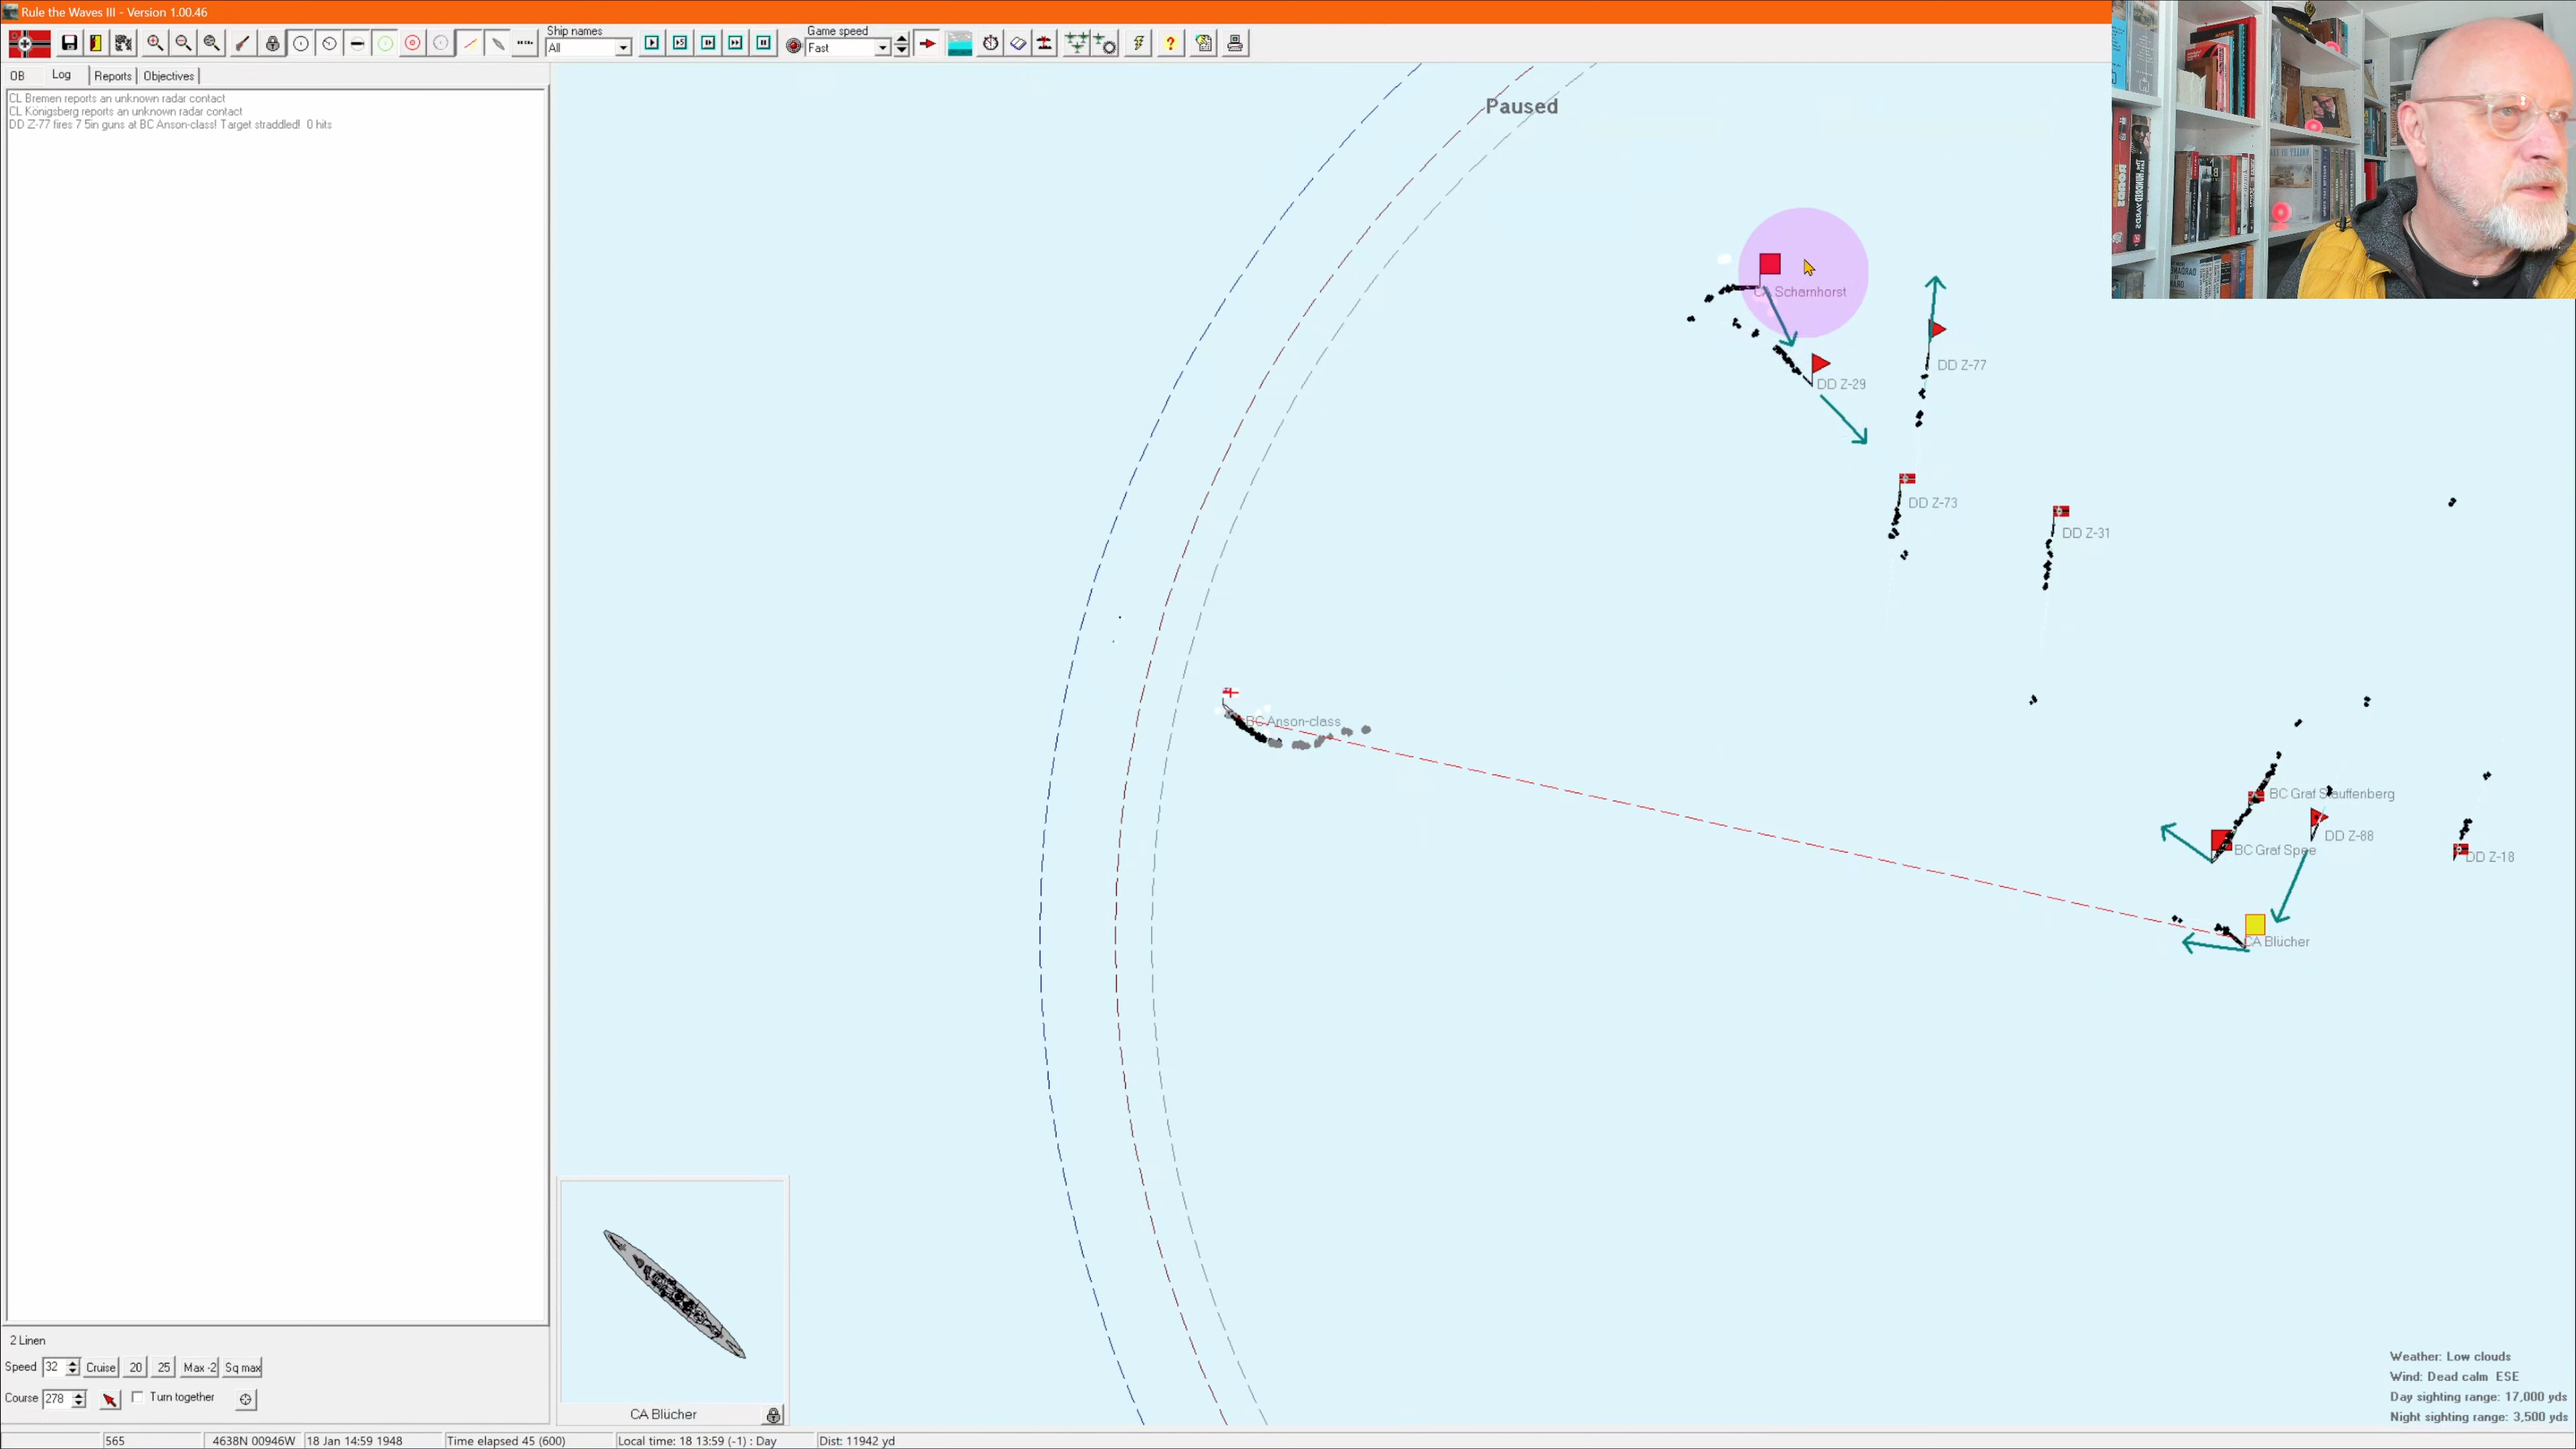 Rule the Waves III - Version 1.00.46
Ship names
All
Game speed
Fast
OB
Log
Reports
Objectives
CL Bremen reports an unknown radar contact
CL Königsberg reports an unknown radar contact
DD Z-77 fires 7 5in guns at BC Anson-class! Target straddled! 0 hits
Paused
CA Scharnhorst
DD Z-77
DD Z-29
DD Z-73
DD Z-31
BC Anson-class
BC Graf Stauffenberg
DD Z-88
BC Graf Spee
DD Z-18
CA Blücher
CA Blücher
2 Linen
Speed 32 Cruise 20 25 Max -2 Sq max
Course 278 Turn together
Weather: Low clouds
Wind: Dead calm ESE
Day sighting range: 17,000 yds
Night sighting range: 3,500 yds
565 4638N 00946W 18 Jan 14:59 1948 Time elapsed 45 (600) Local time: 18 13:59 (-1) : Day Dist: 11942 yd